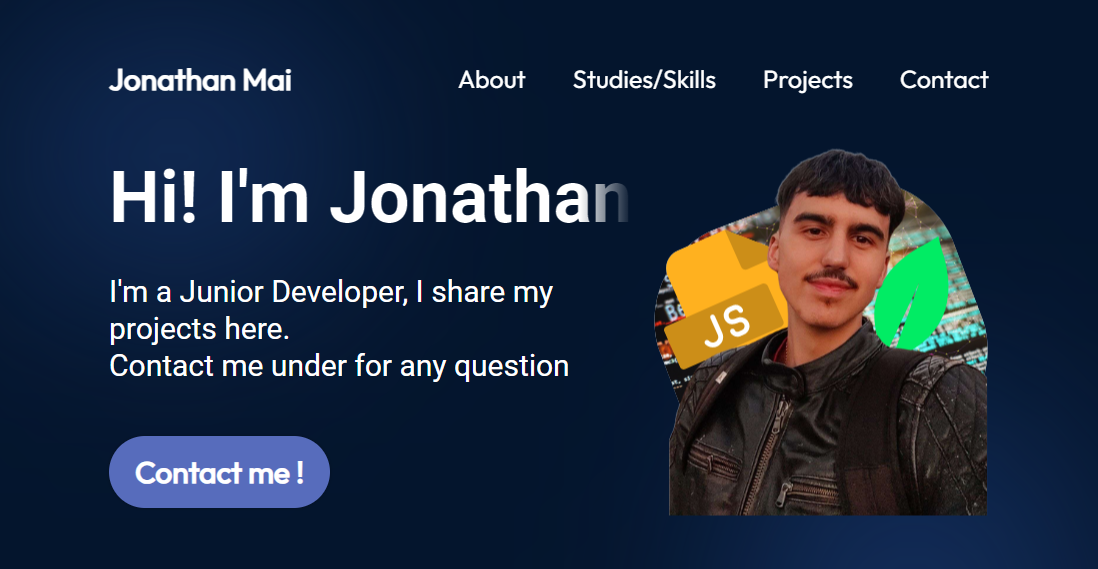 Jonathan Mai
About Studies/Skills Projects Contact
Hi! I'm Jonathan
I'm a Junior Developer, I share my
projects here.
Contact me under for any question
JS
Contact me !